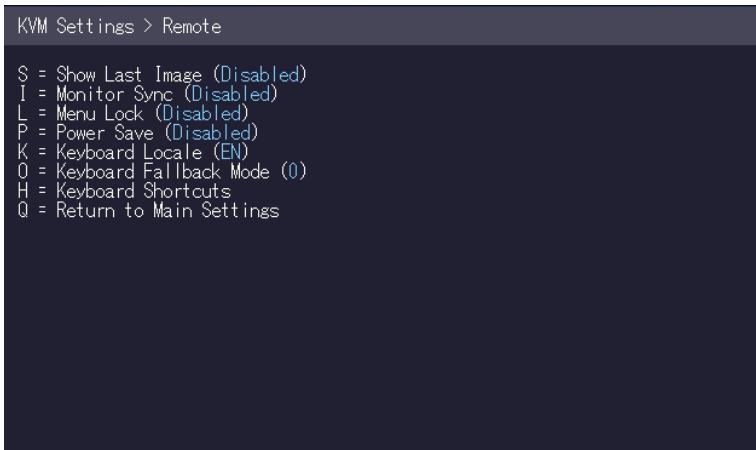 KVM Settings > Remote
S = Show Last Image (Disabled)
I = Monitor Sync (Disabled)
L = Menu Lock (Disabled)
P = Power Save (Disabled)
K = Keyboard Locale (EN)
O = Keyboard Fallback Mode (0)
H = Keyboard Shortcuts
Q = Return to Main Settings